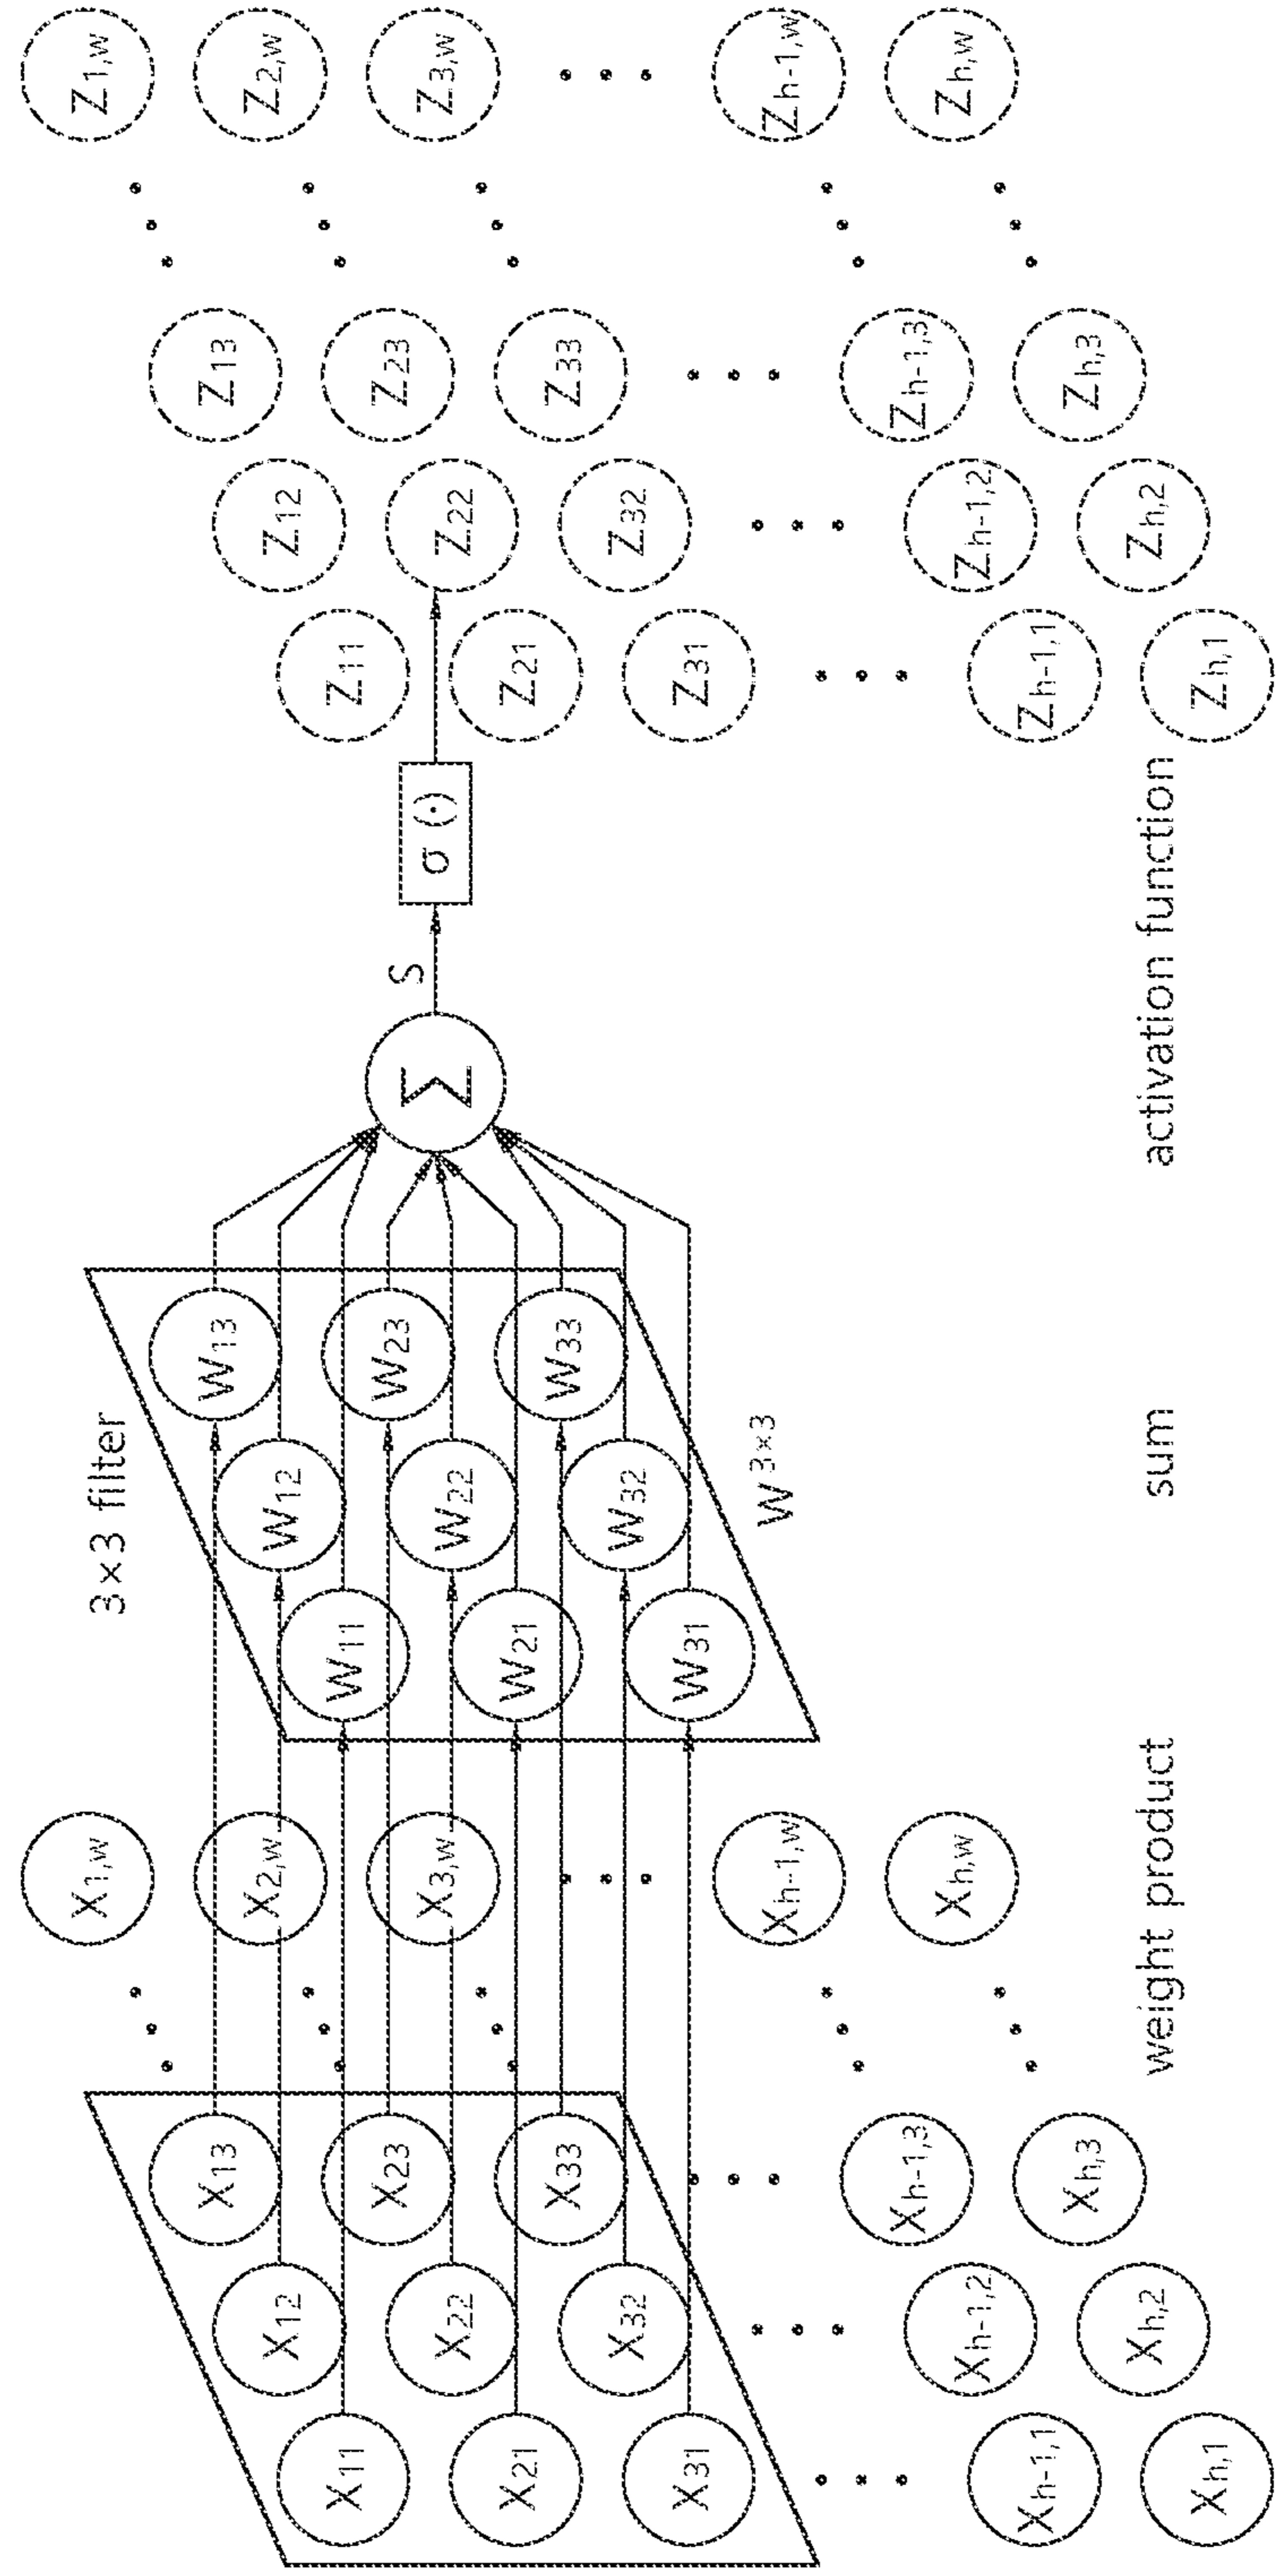 3×3 filter
X11
X12
X13
X1,w
X21
X22
X23
X2,w
X31
X32
X33
X3,w
Xh-1,1
Xh-1,2
Xh-1,3
Xh-1,w
Xh,1
Xh,2
Xh,3
Xh,w
W11
W12
W13
W21
W22
W23
W31
W32
W33
W 3×3
Σ
S
σ (·)
Z11
Z12
Z13
Z1,w
Z21
Z22
Z23
Z2,w
Z31
Z32
Z33
Z3,w
Zh-1,1
Zh-1,2
Zh-1,3
Zh-1,w
Zh,1
Zh,2
Zh,3
Zh,w
weight product
sum
activation function